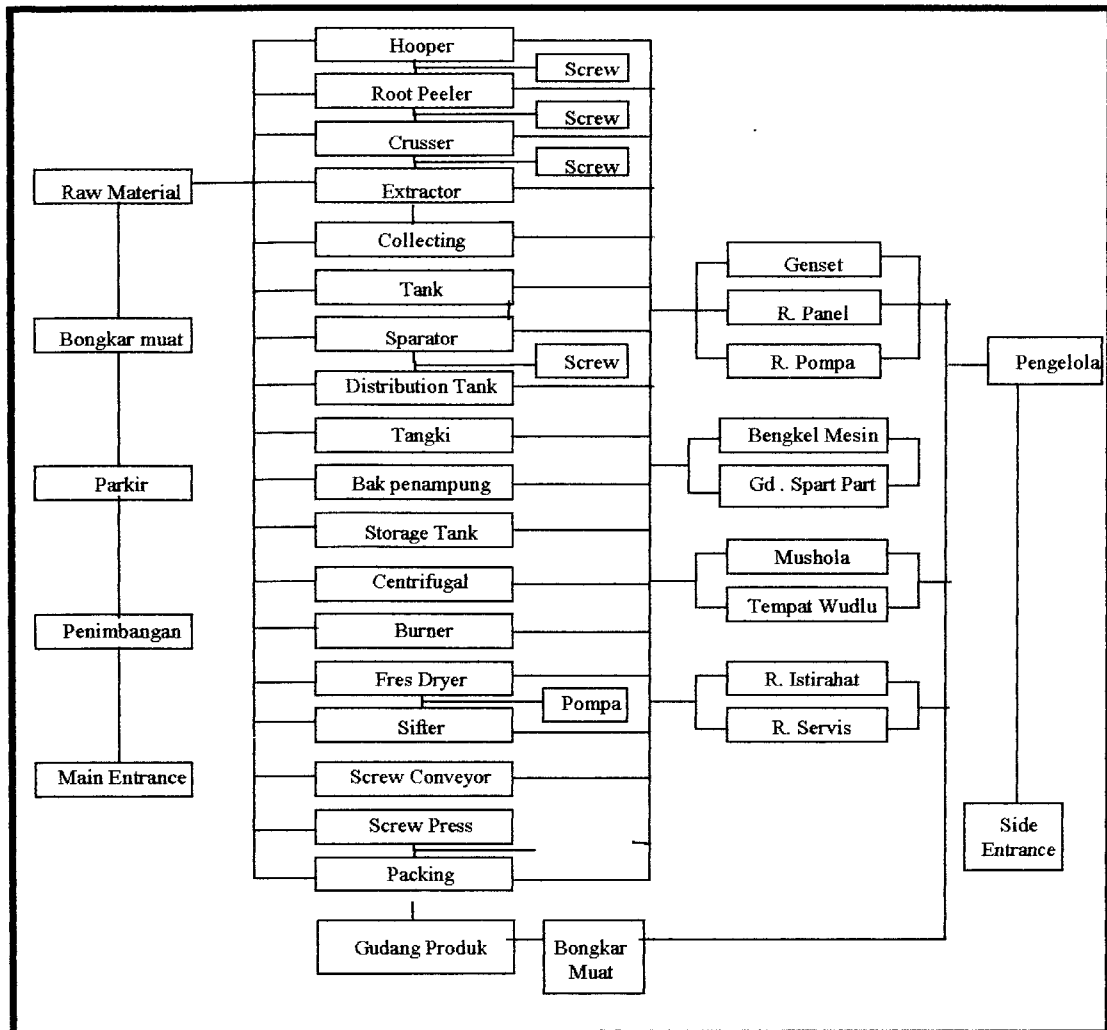 Hooper
Screw
Root Peeler
Screw
Crusser
Screw
Raw Material
Extractor
Collecting
Genset
Tank
R. Panel
Bongkar muat
Sparator
Screw
R. Pompa
Pengelola
Distribution Tank
Tangki
Bengkel Mesin
Parkir
Bak penampung
Gd . Spart Part
Storage Tank
Mushola
Centrifugal
Tempat Wudlu
Penimbangan
Burner
Fres Dryer
R. Istirahat
Pompa
Sifter
R. Servis
Main Entrance
Screw Conveyor
Screw Press
Side
Entrance
Packing
Gudang Produk
Bongkar
Muat